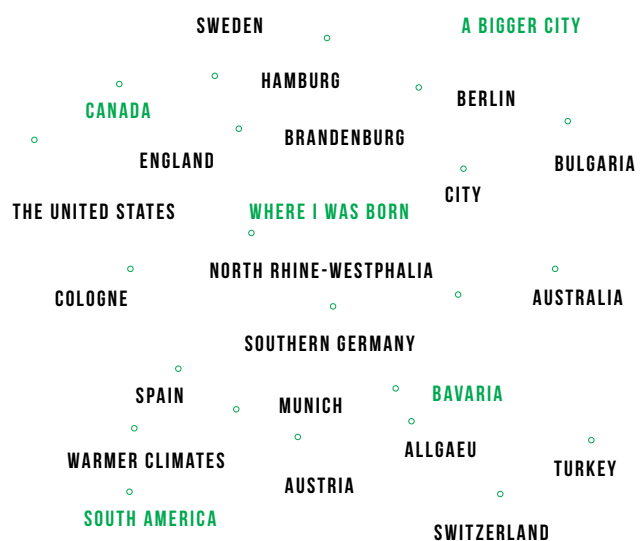 SWEDEN
A BIGGER CITY
HAMBURG
BERLIN
CANADA
BRANDENBURG
ENGLAND
BULGARIA
CITY
THE UNITED STATES
WHERE I WAS BORN
NORTH RHINE-WESTPHALIA
COLOGNE
AUSTRALIA
SOUTHERN GERMANY
SPAIN
BAVARIA
MUNICH
ALLGAEU
WARMER CLIMATES
TURKEY
AUSTRIA
SOUTH AMERICA
SWITZERLAND